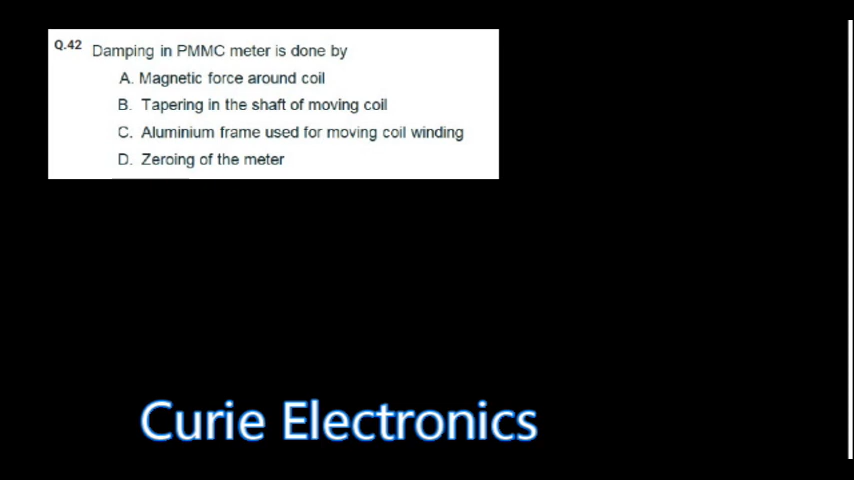 Q.42 Damping in PMMC meter is done by
A. Magnetic force around coil
B. Tapering in the shaft of moving coil
C. Aluminium frame used for moving coil winding
D. Zeroing of the meter
Curie Electronics